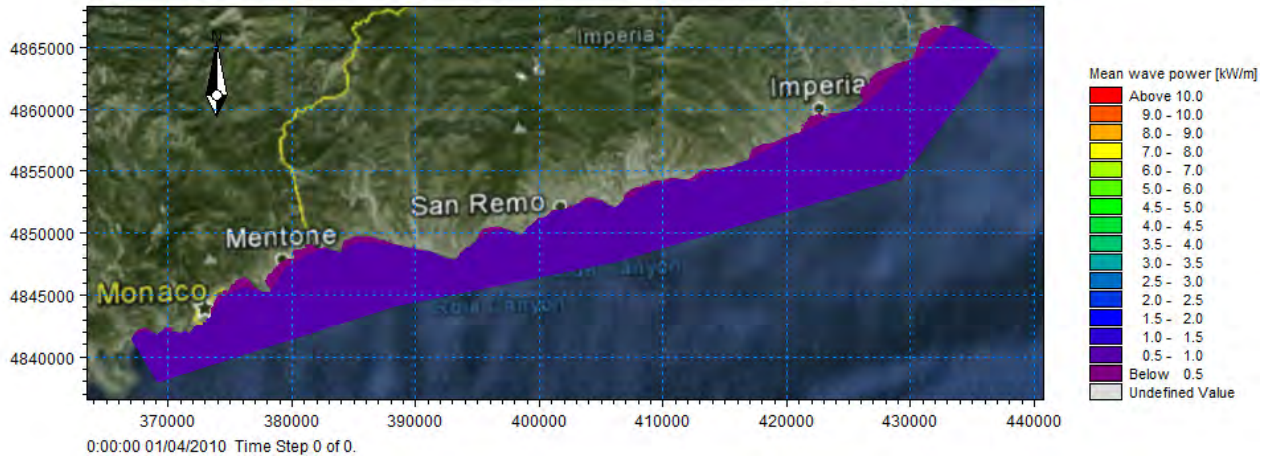 4865000
4860000
4855000
4850000
4845000
4840000
Imperia
Imperia
San Remo
Mentone
Monaco
Canyon
Canyon
370000 380000 390000 400000 410000 420000 430000 440000
0:00:00 01/04/2010 Time Step 0 of 0.
Mean wave power [kW/m]
Above 10.0
9.0 - 10.0
8.0 - 9.0
7.0 - 8.0
6.0 - 7.0
5.0 - 6.0
4.5 - 5.0
4.0 - 4.5
3.5 - 4.0
3.0 - 3.5
2.5 - 3.0
2.0 - 2.5
1.5 - 2.0
1.0 - 1.5
0.5 - 1.0
Below 0.5
Undefined Value